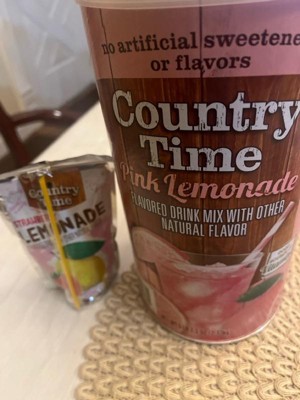 no artificial sweetene
or flavors
Country
Time
Pink Lemonade
FLAVORED DRINK MIX WITH OTHER
NATURAL FLAVOR
Country
Time
LEMONADE